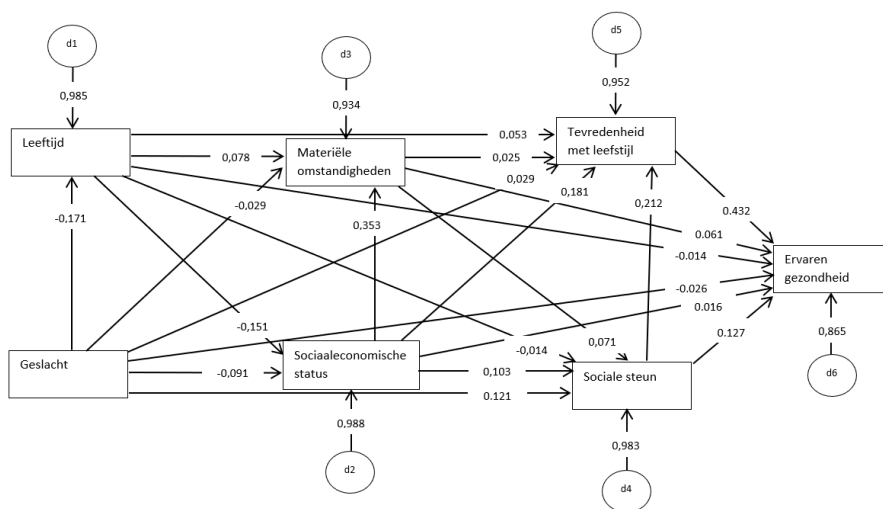 d1
d3
d5
0,985
0,934
0,952
Leeftijd
Materiële
omstandigheden
Tevredenheid
met leefstijl
0,053
0,078
0,025
0,029
0,181
-0,171
-0,029
0,353
0,212
0.432
0.061
-0.014
Ervaren
gezondheid
-0.026
0.016
-0,151
-0,014
0,071
0.127
0,865
Geslacht
Sociaaleconomische
status
Sociale steun
-0,091
0,103
0.121
d6
0,988
0,983
d2
d4